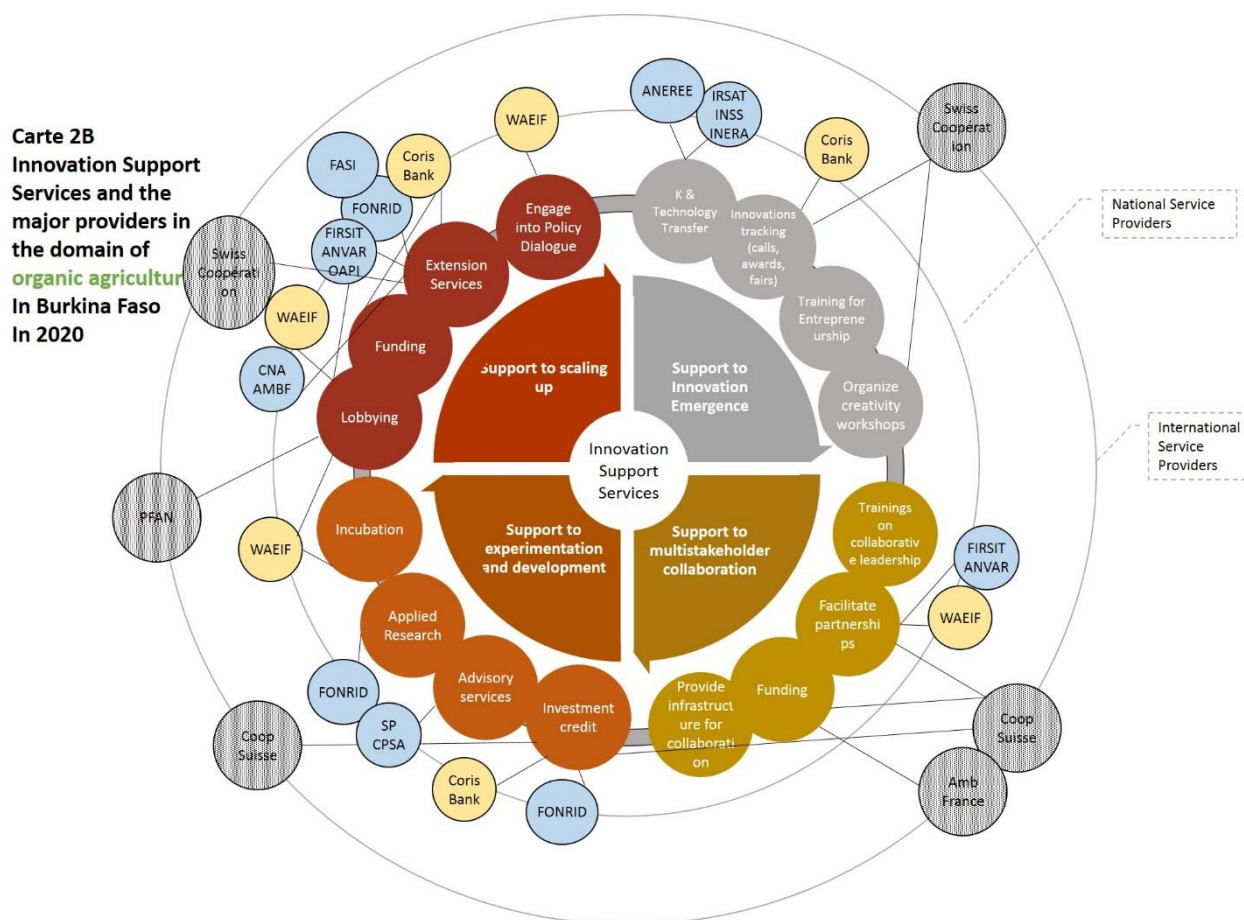 Carte 2B
Innovation Support
Services and the
major providers in
the domain of
organic agricultur
In Burkina Faso
In 2020
FASI
FONRID
FIRSIT
ANVAR
OAPI
Coris
Bank
WAEIF
ANEREE
IRSAT
INSS
INERA
Coris
Bank
Swiss
Coopérat
ion
National Service
Providers
International
Service
Providers
Swiss
Coopérati
on
WAEIF
CNA
AMBF
PFAN
WAEIF
Engage
into Policy
Dialogue
Extension
Services
Funding
Lobbying
K &
Technology
Transfer
Innovations
tracking
(calls,
awards,
fairs)
Training for
Entreprene
urship
Organize
creativity
workshops
Support to scaling
up
Support to
Innovation
Emergence
Innovation
Support
Services
Support to
experimentation
and development
Support to
multistakeholder
collaboration
Incubation
Applied
Research
Advisory
services
Investment
credit
Trainings
on
collaborativ
e leadership
Facilitate
partnershi
ps
Funding
Provide
infrastruct
ure for
collaborati
on
FIRSIT
ANVAR
WAEIF
FONRID
SP
CPSA
Coop
Suisse
Coris
Bank
FONRID
Coop
Suisse
Amb
France